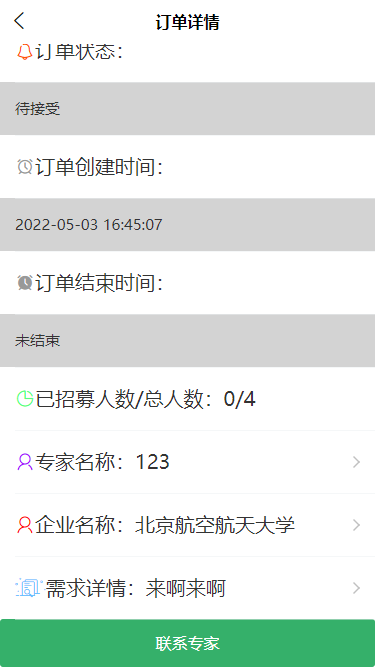 订单详情
订单状态：
待接受
订单创建时间：
2022-05-03 16:45:07
订单结束时间：
未结束
已招募人数/总人数：0/4
专家名称：123
企业名称：北京航空航天大学
需求详情：来啊来啊
联系专家